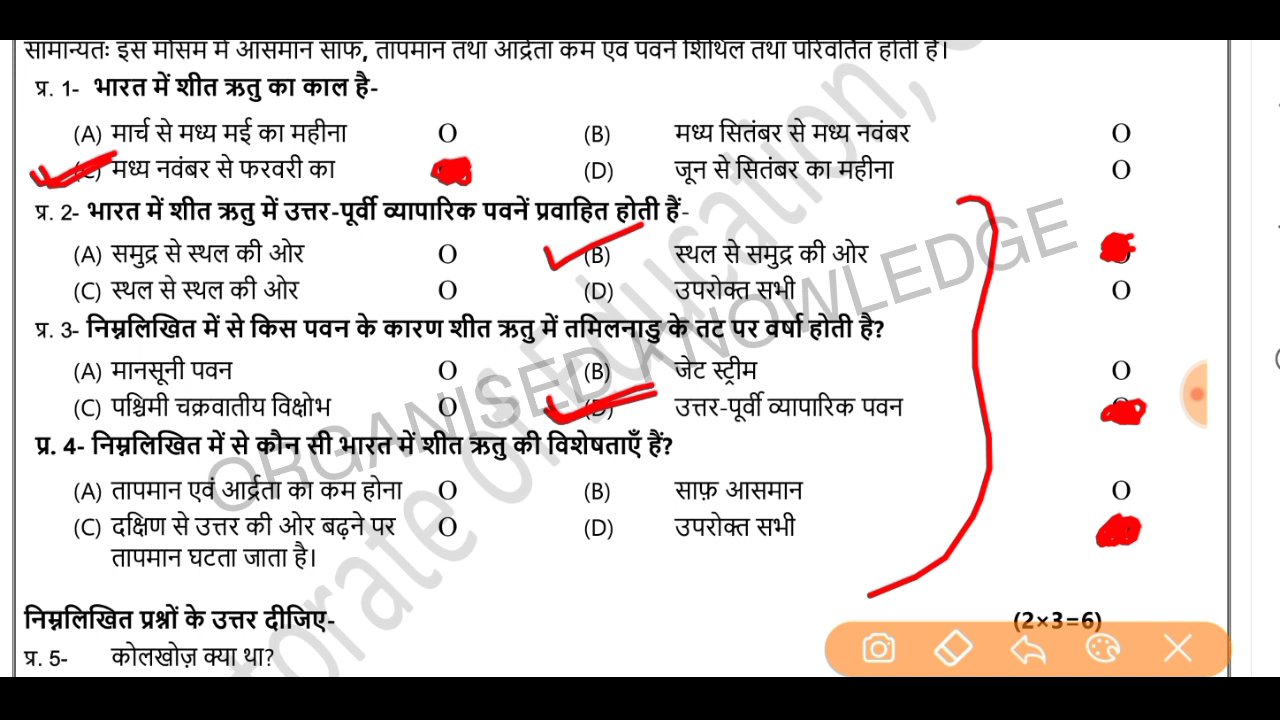 सामान्यतः इस मौसम में आसमान साफ, तापमान तथा आर्द्रता कम एवं पवनें शिथिल तथा परिवर्तित होती हैं।
प्र. 1- भारत में शीत ऋतु का काल है-
(A) मार्च से मध्य मई का महीना O (B) मध्य सितंबर से मध्य नवंबर O
(C) मध्य नवंबर से फरवरी का (D) जून से सितंबर का महीना O
प्र. 2- भारत में शीत ऋतु में उत्तर-पूर्वी व्यापारिक पवनें प्रवाहित होती हैं-
(A) समुद्र से स्थल की ओर O (B) स्थल से समुद्र की ओर O
(C) स्थल से स्थल की ओर O (D) उपरोक्त सभी O
प्र. 3- निम्नलिखित में से किस पवन के कारण शीत ऋतु में तमिलनाडु के तट पर वर्षा होती है?
(A) मानसूनी पवन O (B) जेट स्ट्रीम O
(C) पश्चिमी चक्रवातीय विक्षोभ O (D) उत्तर-पूर्वी व्यापारिक पवन O
प्र. 4- निम्नलिखित में से कौन सी भारत में शीत ऋतु की विशेषताएँ हैं?
(A) तापमान एवं आर्द्रता का कम होना O (B) साफ़ आसमान O
(C) दक्षिण से उत्तर की ओर बढ़ने पर O (D) उपरोक्त सभी
तापमान घटता जाता है।
निम्नलिखित प्रश्नों के उत्तर दीजिए- (2×3=6)
प्र. 5- कोलखोज़ क्या था?
ORGANISED KNOWLEDGE
of Education,